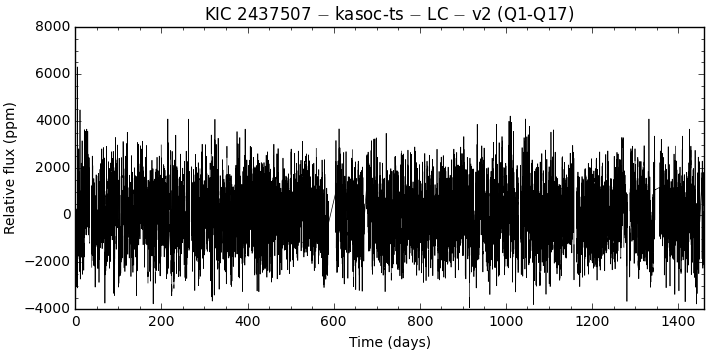 KIC 2437507 − kasoc-ts − LC − v2 (Q1-Q17)
8000
6000
4000
2000
0
−2000
−4000
Relative flux (ppm)
0 200 400 600 800 1000 1200 1400
Time (days)